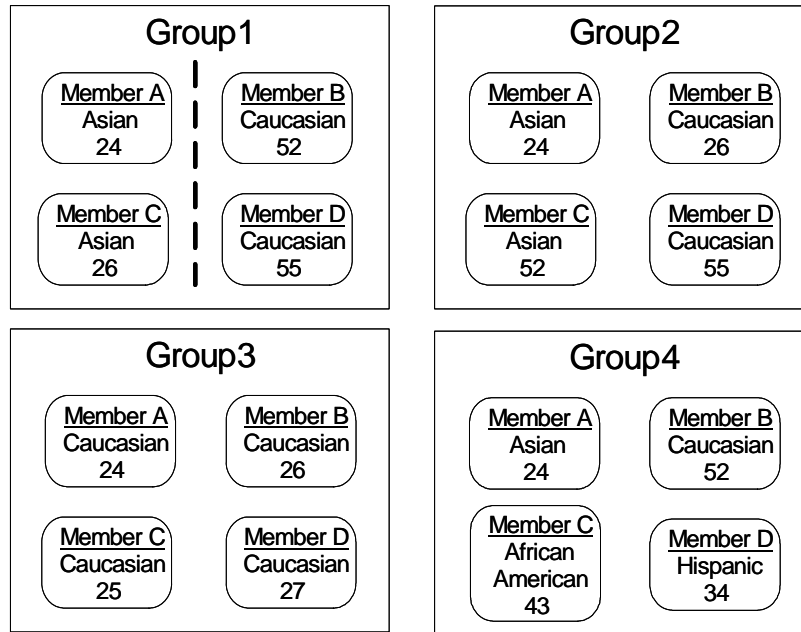 Group1
Member A
Asian
24
Member B
Caucasian
52
Member C
Asian
26
Member D
Caucasian
55
Group2
Member A
Asian
24
Member B
Caucasian
26
Member C
Asian
52
Member D
Caucasian
55
Group3
Member A
Caucasian
24
Member B
Caucasian
26
Member C
Caucasian
25
Member D
Caucasian
27
Group4
Member A
Asian
24
Member B
Caucasian
52
Member C
African
American
43
Member D
Hispanic
34